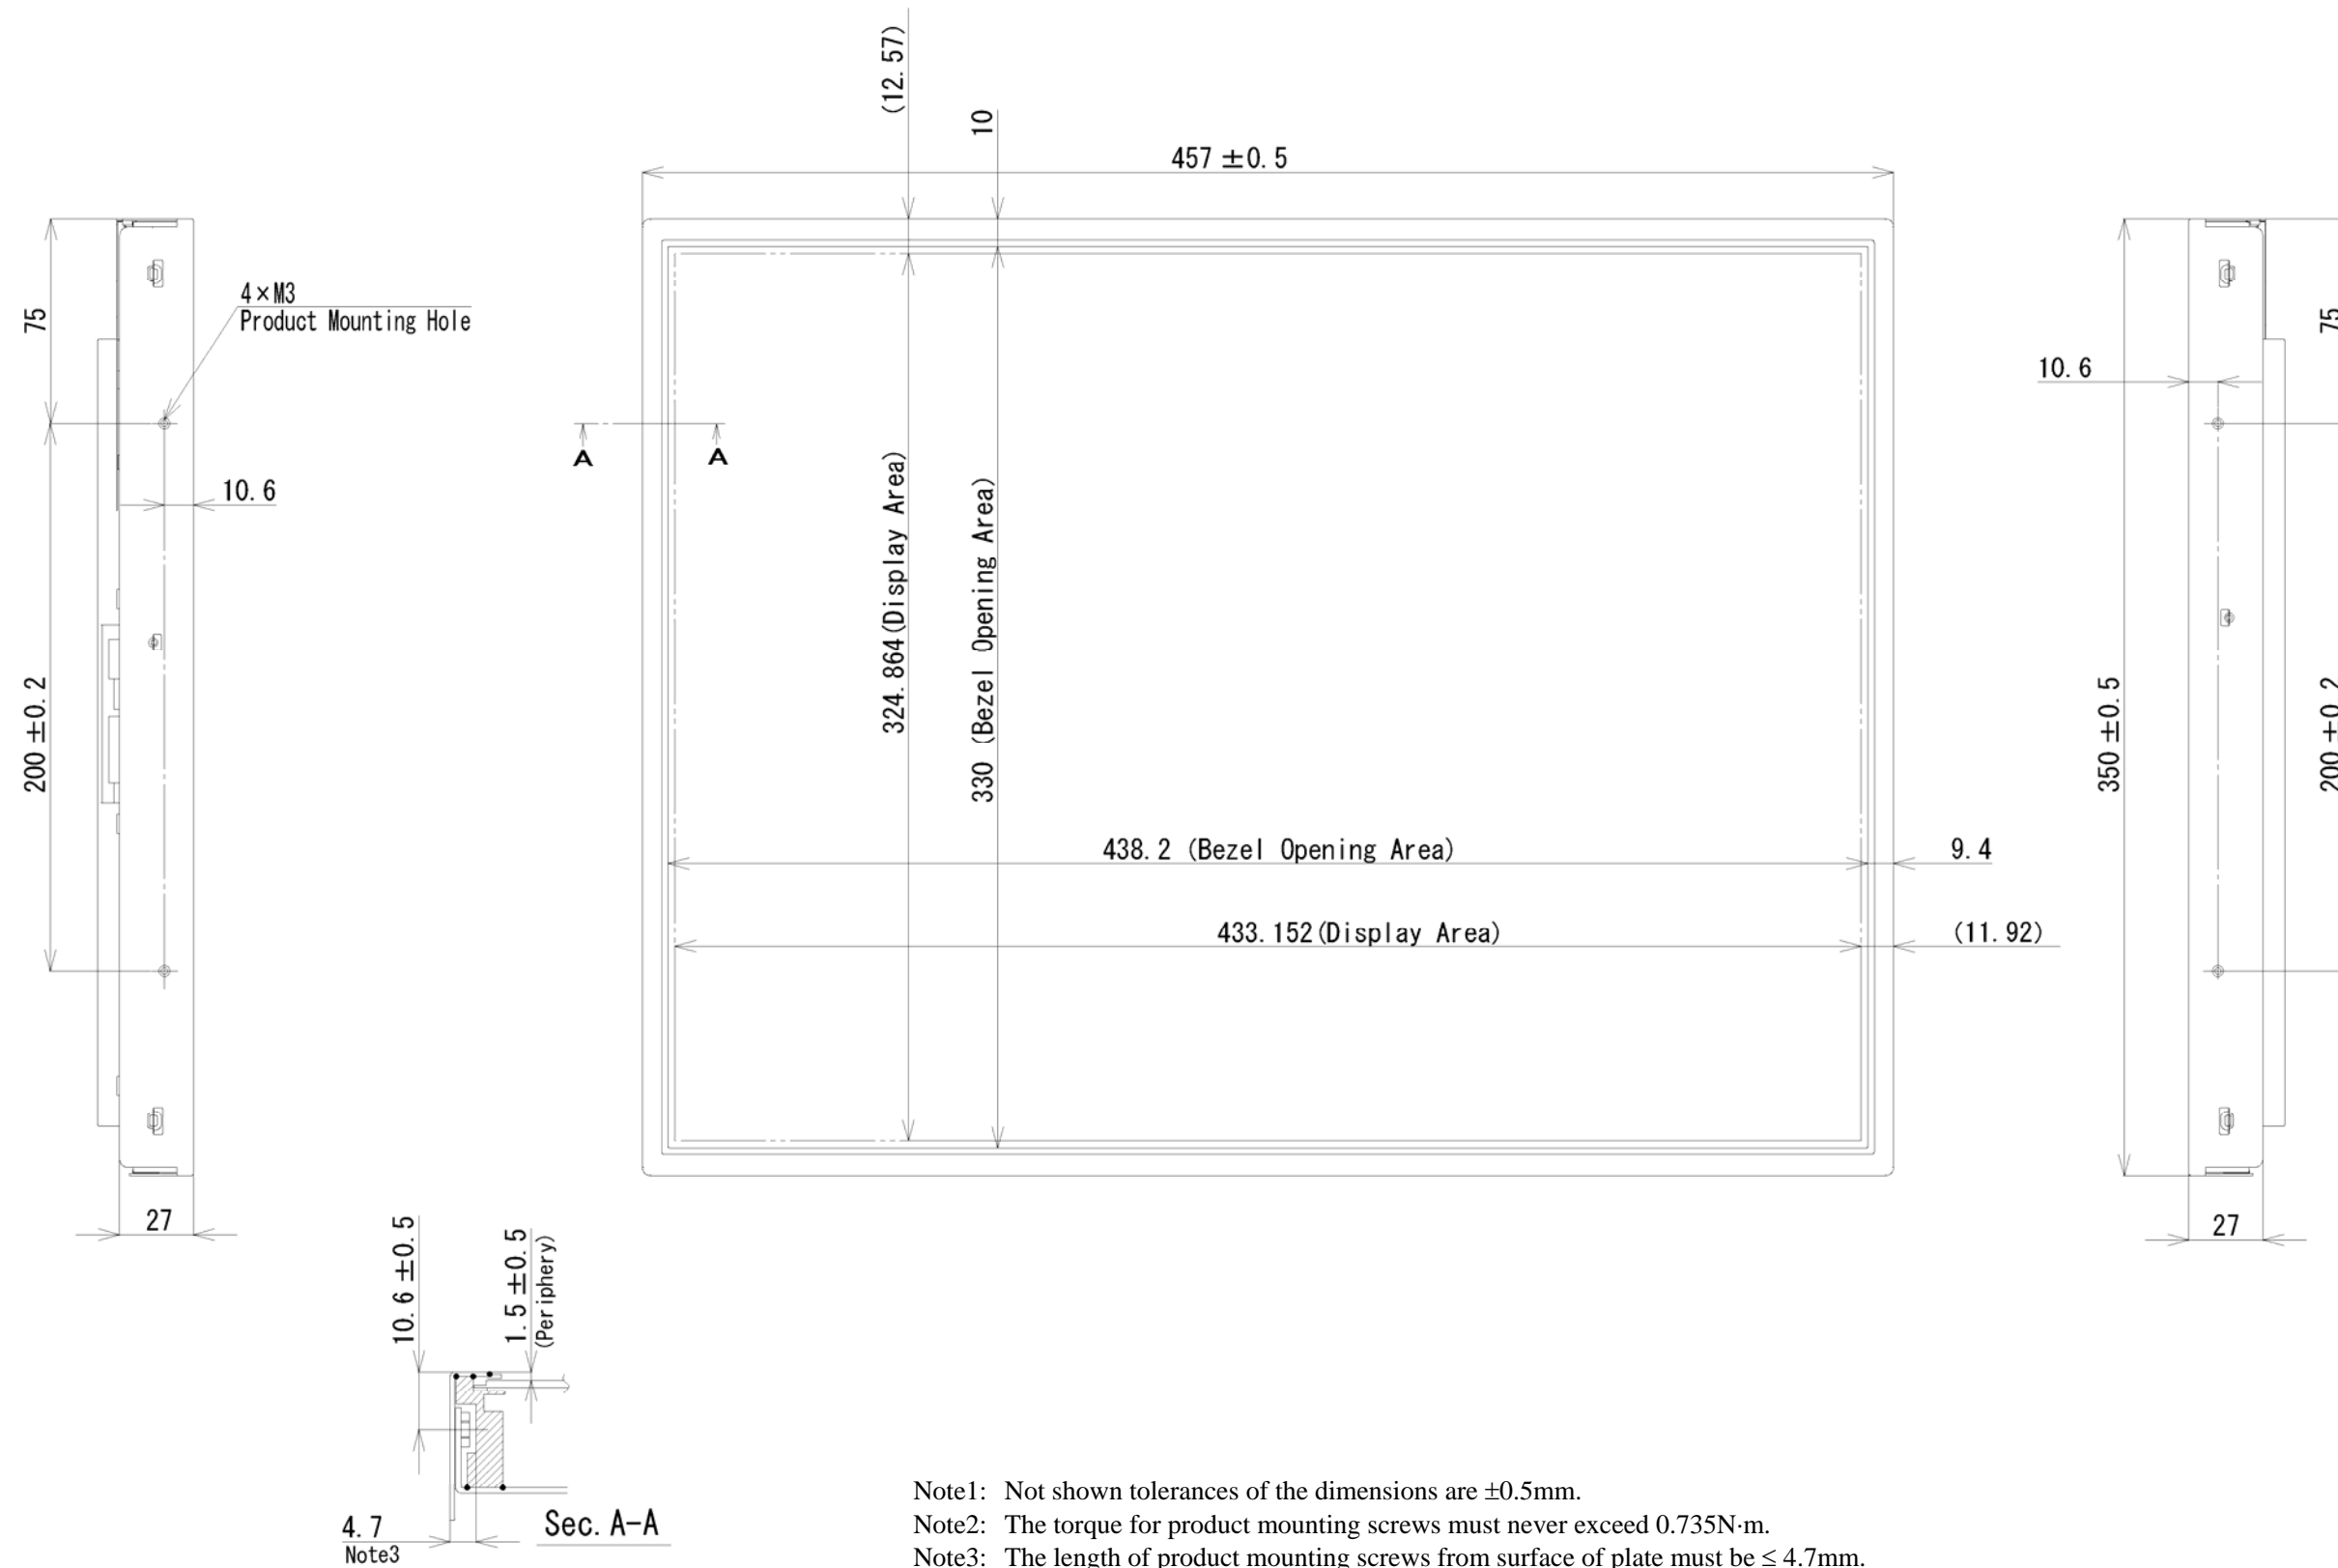 (12. 57)
10
457 ±0. 5
4×M3
Product Mounting Hole
75
75
10. 6
10. 6
A
A
324. 864(Display Area)
330 (Bezel Opening Area)
200 ±0. 2
350 ±0. 5
200 ±0. 2
438. 2 (Bezel Opening Area)
9. 4
433. 152(Display Area)
(11. 92)
27
27
10. 6 ±0. 5
1. 5 ±0. 5
(Periphery)
4. 7
Note3
Sec. A-A
Note1: Not shown tolerances of the dimensions are ±0.5mm.
Note2: The torque for product mounting screws must never exceed 0.735N·m.
Note3: The length of product mounting screws from surface of plate must be ≤ 4.7mm.